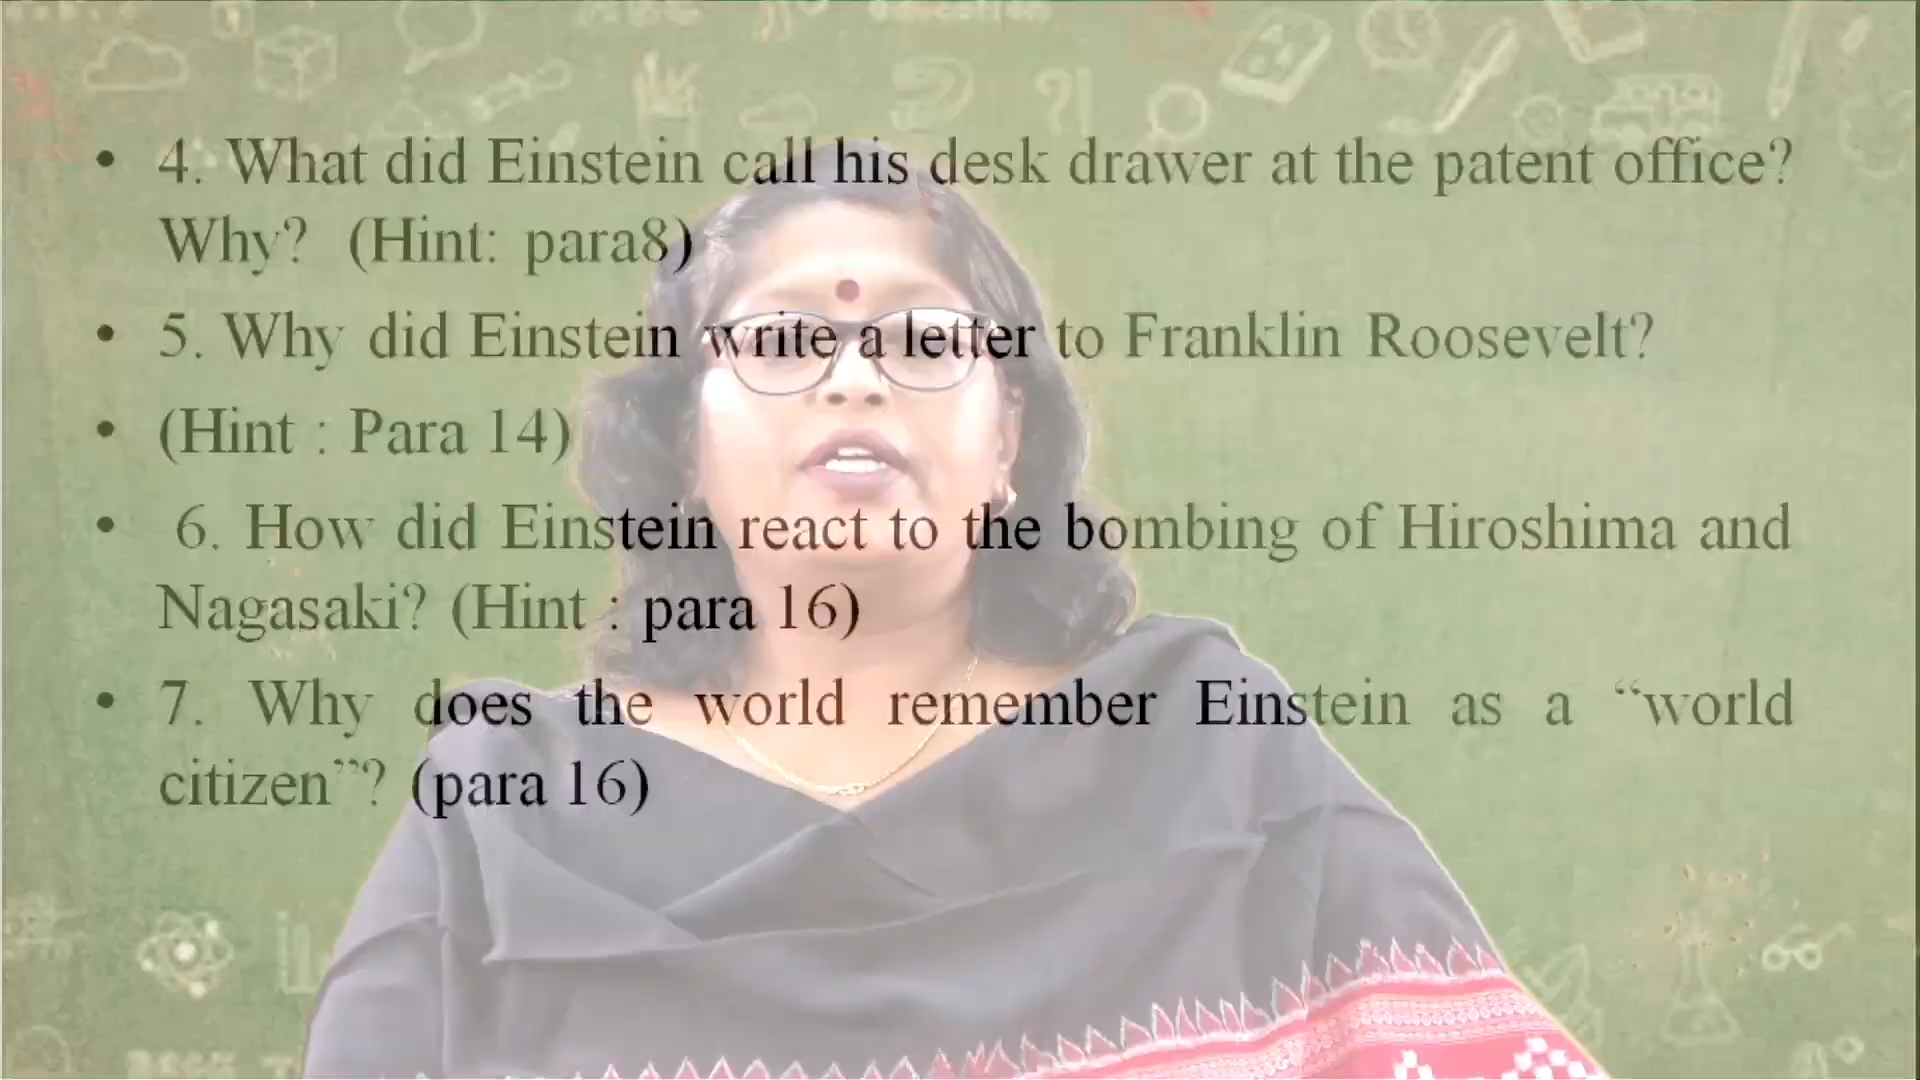 • 4. What did Einstein call his desk drawer at the patent office?
Why? (Hint: para8)
• 5. Why did Einstein write a letter to Franklin Roosevelt?
• (Hint : Para 14)
• 6. How did Einstein react to the bombing of Hiroshima and
Nagasaki? (Hint : para 16)
• 7. Why does the world remember Einstein as a “world
citizen”? (para 16)